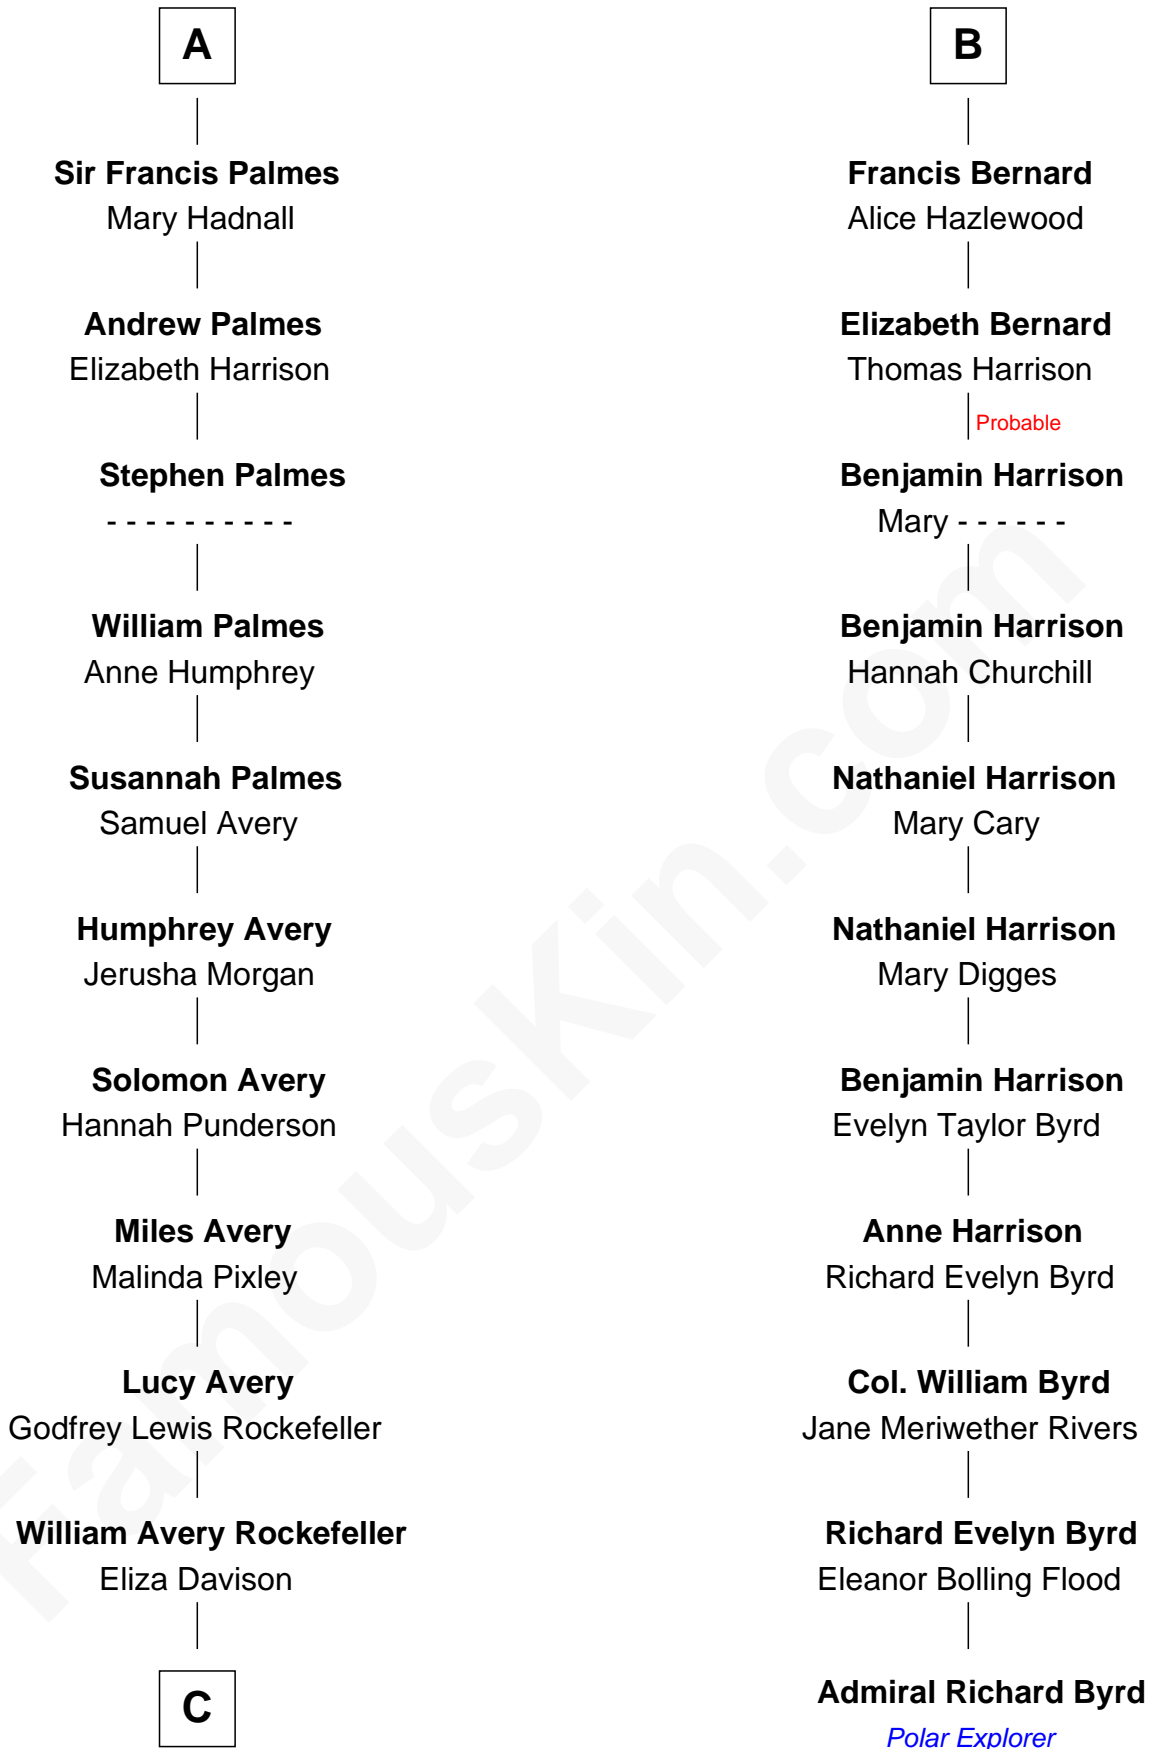 A
Sir Francis Palmes
Mary Hadnall
Andrew Palmes
Elizabeth Harrison
Stephen Palmes
- - - - - - - - - -
William Palmes
Anne Humphrey
Susannah Palmes
Samuel Avery
Humphrey Avery
Jerusha Morgan
Solomon Avery
Hannah Punderson
Miles Avery
Malinda Pixley
Lucy Avery
Godfrey Lewis Rockefeller
William Avery Rockefeller
Eliza Davison
C
B
Francis Bernard
Alice Hazlewood
Elizabeth Bernard
Thomas Harrison
Probable
Benjamin Harrison
Mary - - - - - -
Benjamin Harrison
Hannah Churchill
Nathaniel Harrison
Mary Cary
Nathaniel Harrison
Mary Digges
Benjamin Harrison
Evelyn Taylor Byrd
Anne Harrison
Richard Evelyn Byrd
Col. William Byrd
Jane Meriwether Rivers
Richard Evelyn Byrd
Eleanor Bolling Flood
Admiral Richard Byrd
Polar Explorer
FamousKin.com